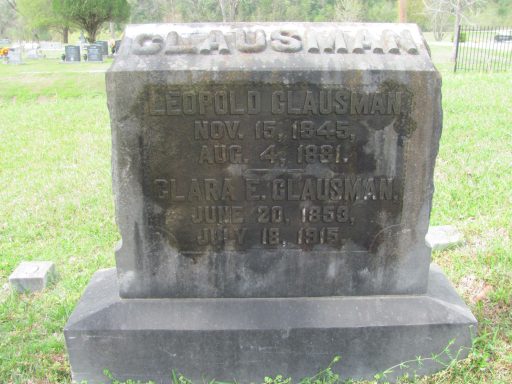 CLAUSMAN
LEOPOLD CLAUSMAN
NOV. 15, 1845,
AUG. 4, 1881.
CLARA E. CLAUSMAN,
JUNE 20, 1853,
JULY 18, 1915.